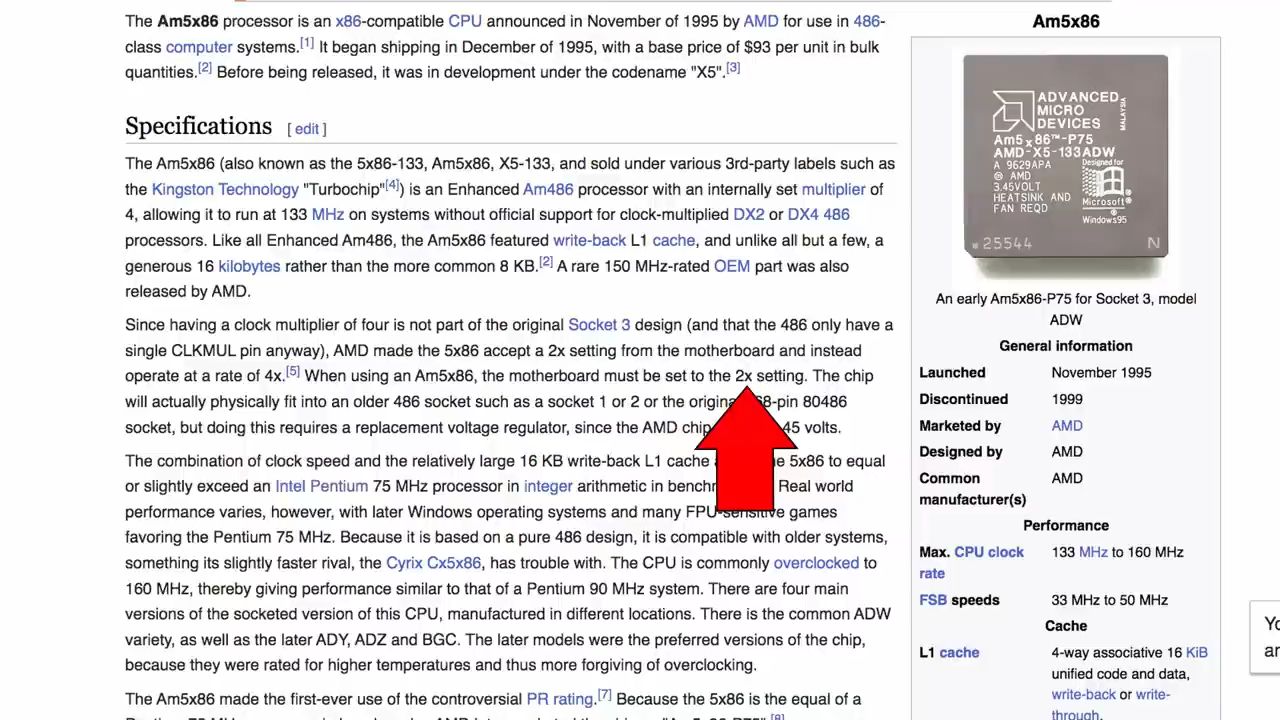 The Am5x86 processor is an x86-compatible CPU announced in November of 1995 by AMD for use in 486-
class computer systems.[1] It began shipping in December of 1995, with a base price of $93 per unit in bulk
quantities.[2] Before being released, it was in development under the codename "X5".[3]
Specifications [ edit ]
The Am5x86 (also known as the 5x86-133, Am5x86, X5-133, and sold under various 3rd-party labels such as
the Kingston Technology "Turbochip"[4]) is an Enhanced Am486 processor with an internally set multiplier of
4, allowing it to run at 133 MHz on systems without official support for clock-multiplied DX2 or DX4 486
processors. Like all Enhanced Am486, the Am5x86 featured write-back L1 cache, and unlike all but a few, a
generous 16 kilobytes rather than the more common 8 KB.[2] A rare 150 MHz-rated OEM part was also
released by AMD.
Since having a clock multiplier of four is not part of the original Socket 3 design (and that the 486 only have a
single CLKMUL pin anyway), AMD made the 5x86 accept a 2x setting from the motherboard and instead
operate at a rate of 4x.[5] When using an Am5x86, the motherboard must be set to the 2x setting. The chip
will actually physically fit into an older 486 socket such as a socket 1 or 2 or the 8-pin 80486
socket, but doing this requires a replacement voltage regulator, since the AMD chip 45 volts.
The combination of clock speed and the relatively large 16 KB write-back L1 cache 5x86 to equal
or slightly exceed an Intel Pentium 75 MHz processor in integer arithmetic in Real world
performance varies, however, with later Windows operating systems and many FPU-sensitive games
favoring the Pentium 75 MHz. Because it is based on a pure 486 design, it is compatible with older systems,
something its slightly faster rival, the Cyrix Cx5x86, has trouble with. The CPU is commonly overclocked to
160 MHz, thereby giving performance similar to that of a Pentium 90 MHz system. There are four main
versions of the socketed version of this CPU, manufactured in different locations. There is the common ADW
variety, as well as the later ADY, ADZ and BGC. The later models were the preferred versions of the chip,
because they were rated for higher temperatures and thus more forgiving of overclocking.
The Am5x86 made the first-ever use of the controversial PR rating.[7] Because the 5x86 is the equal of a
Am5x86
ADVANCED
MICRO
DEVICES
MALAYSIA
Am5x86™-P75
AMD-X5-133ADW
A 9629APA
© AMD
3.45VOLT
HEATSINK AND
FAN REQD
Designed for
Microsoft®
Windows®95
25544 N
An early Am5x86-P75 for Socket 3, model
ADW
General information
Launched November 1995
Discontinued 1999
Marketed by AMD
Designed by AMD
Common AMD
manufacturer(s)
Performance
Max. CPU clock 133 MHz to 160 MHz
rate
FSB speeds 33 MHz to 50 MHz
Cache
L1 cache 4-way associative 16 KiB
unified code and data,
write-back or write-
through.